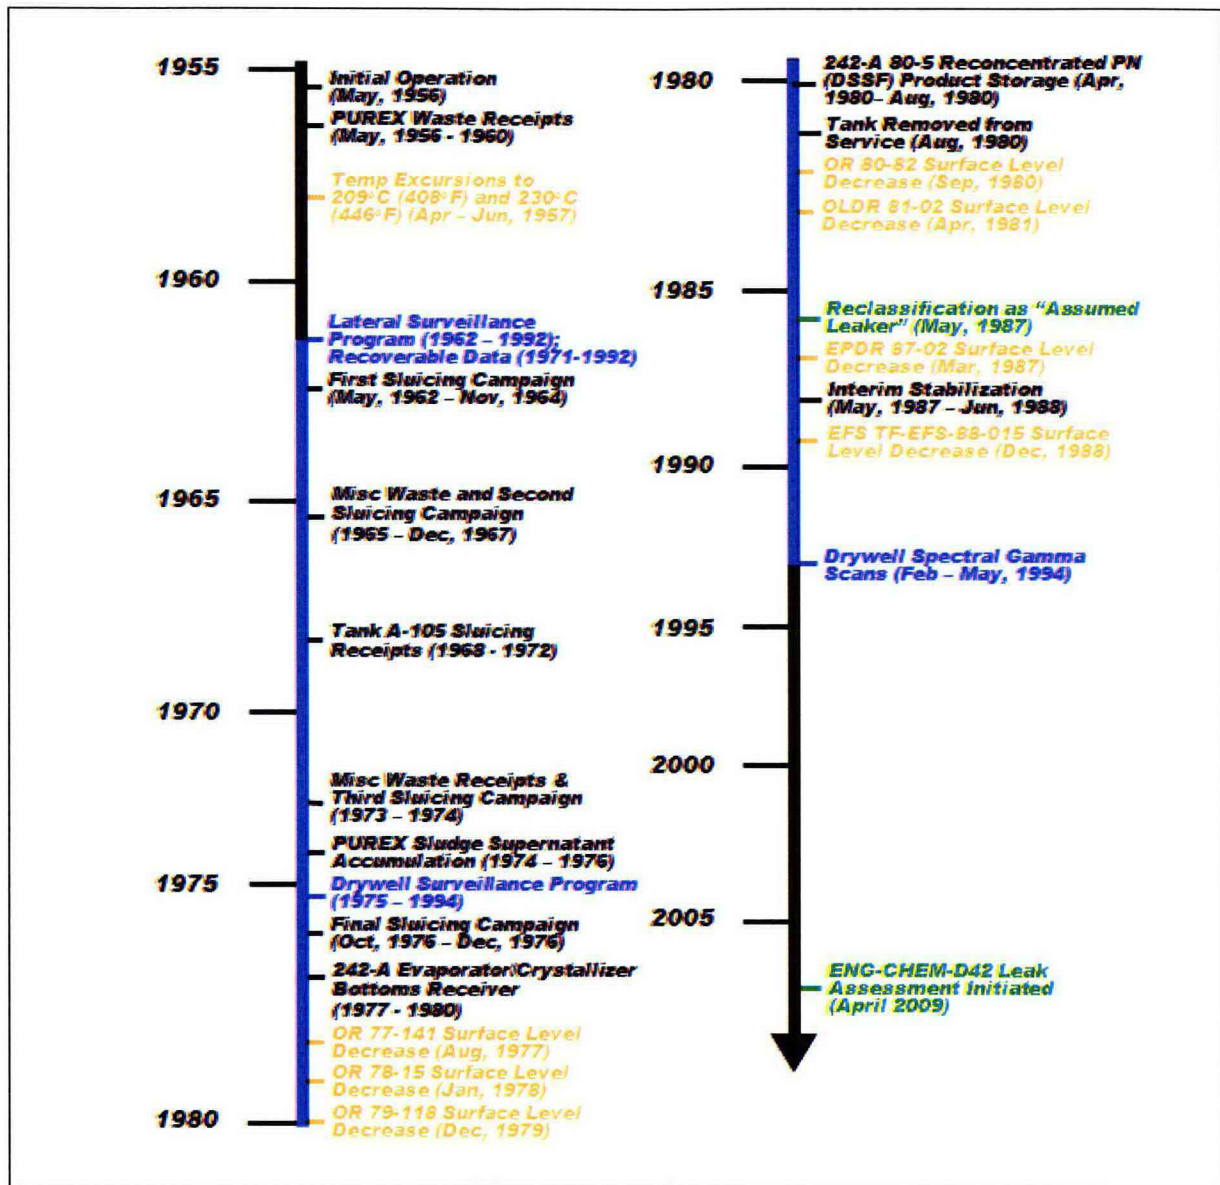 1955
Initial Operation
(May, 1956)
PUREX Waste Receipts
(May, 1956 - 1960)
Temp Excursions to
209°C (408°F) and 230°C
(446°F) (Apr – Jun, 1957)
1960
Lateral Surveillance
Program (1962 – 1992);
Recoverable Data (1971-1992)
First Sluicing Campaign
(May, 1962 – Nov, 1964)
1965
Misc Waste and Second
Sluicing Campaign
(1965 – Dec, 1967)
Tank A-105 Sluicing
Receipts (1968 - 1972)
1970
Misc Waste Receipts &
Third Sluicing Campaign
(1973 – 1974)
PUREX Sludge Supernatant
Accumulation (1974 – 1976)
1975
Drywell Surveillance Program
(1975 – 1994)
Final Sluicing Campaign
(Oct, 1976 – Dec, 1976)
242-A Evaporator/Crystallizer
Bottoms Receiver
(1977 - 1980)
OR 77-141 Surface Level
Decrease (Aug, 1977)
OR 78-15 Surface Level
Decrease (Jan, 1978)
1980
OR 79-118 Surface Level
Decrease (Dec, 1979)
1980
242-A 80-5 Reconcentrated PN
(DSSF) Product Storage (Apr,
1980– Aug, 1980)
Tank Removed from
Service (Aug, 1980)
OR 80-82 Surface Level
Decrease (Sep, 1980)
OLDR 81-02 Surface Level
Decrease (Apr, 1981)
1985
Reclassification as “Assumed
Leaker” (May, 1987)
EPDR 87-02 Surface Level
Decrease (Mar, 1987)
Interim Stabilization
(May, 1987 – Jun, 1988)
EFS TF-EFS-88-015 Surface
Level Decrease (Dec, 1988)
1990
Drywell Spectral Gamma
Scans (Feb – May, 1994)
1995
2000
2005
ENG-CHEM-D42 Leak
Assessment Initiated
(April 2009)